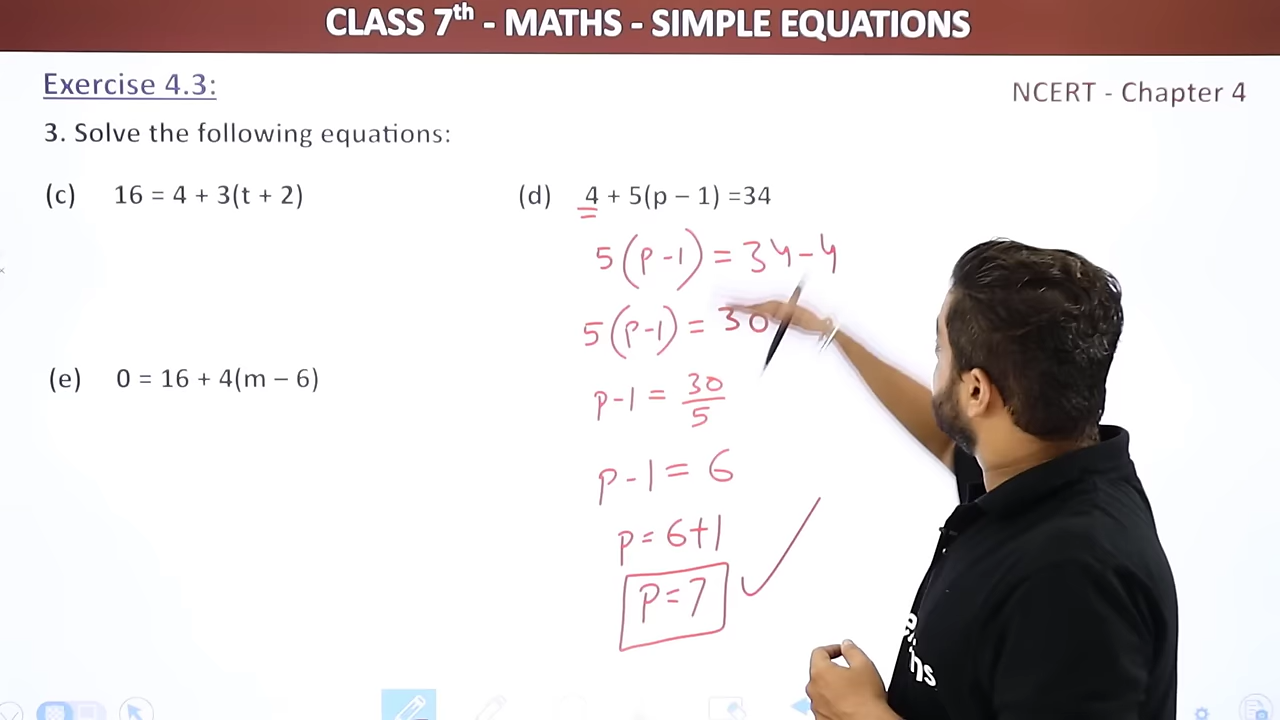 CLASS 7th - MATHS - SIMPLE EQUATIONS
Exercise 4.3:
NCERT - Chapter 4
3. Solve the following equations:
(c) 16 = 4 + 3(t + 2)
(d) 4 + 5(p – 1) =34
5(p-1) = 34-4
5(p-1) = 30
p-1 = 30/5
p-1 = 6
p = 6+1
p = 7
(e) 0 = 16 + 4(m – 6)